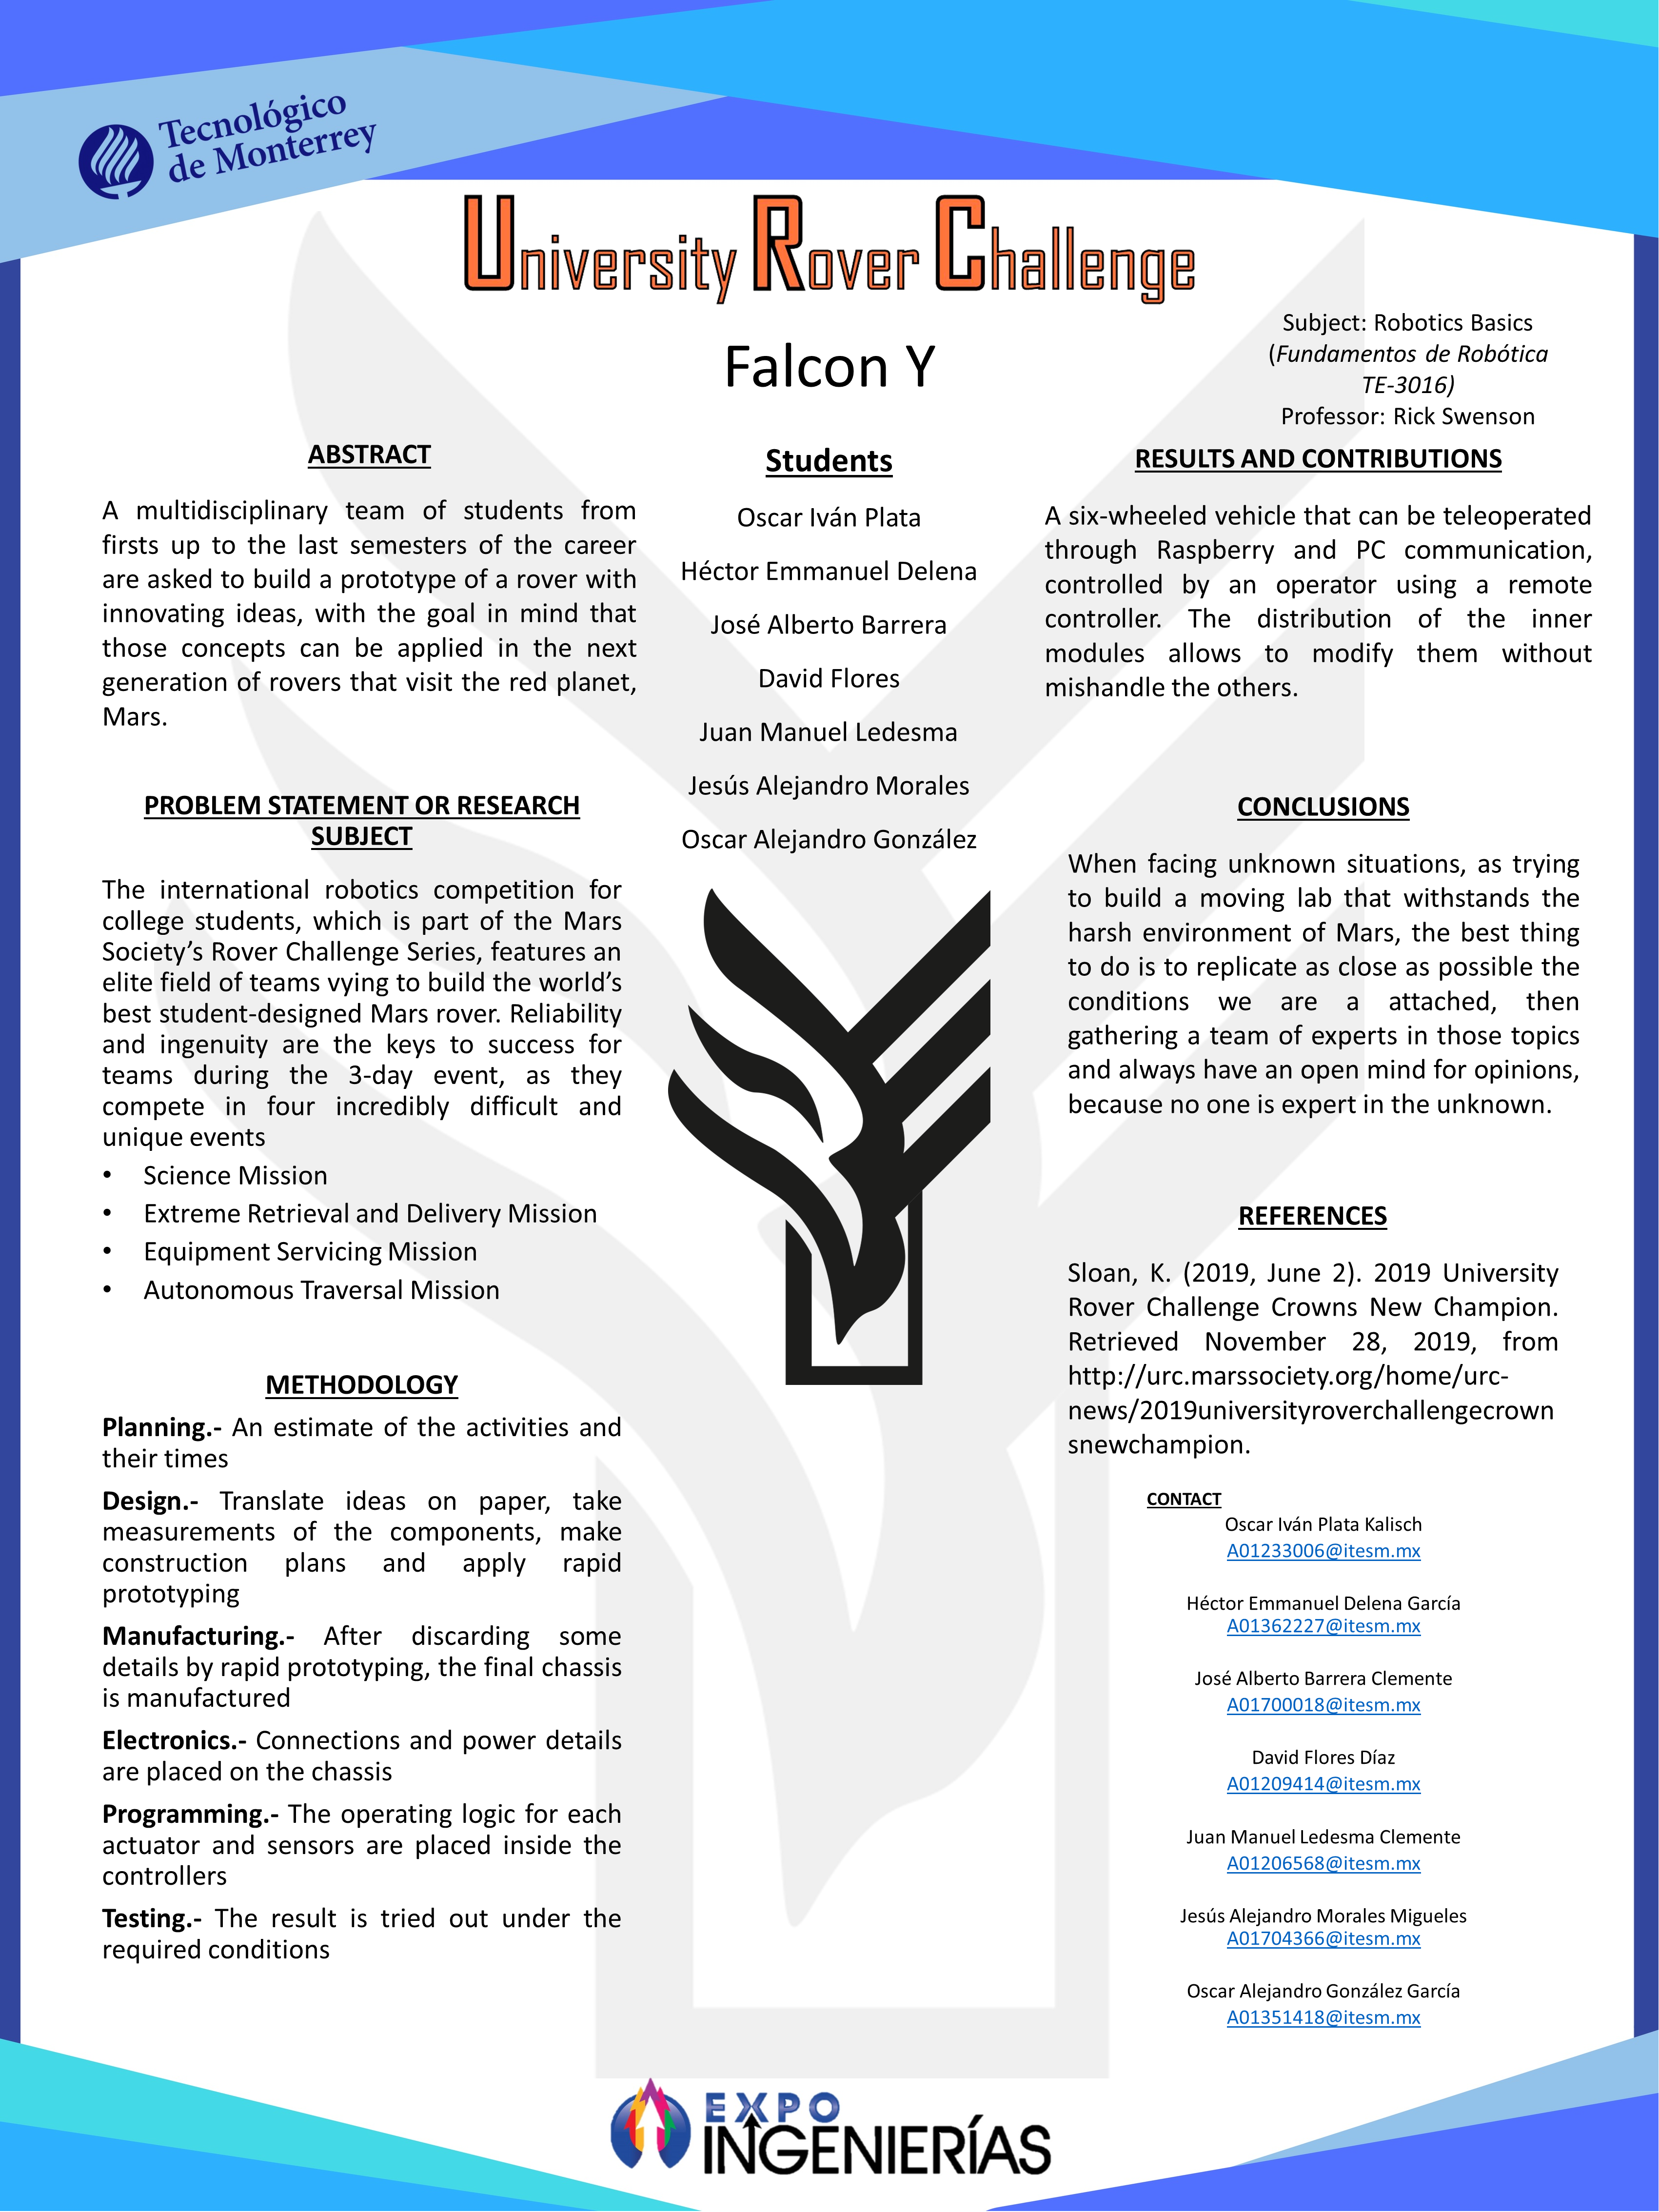 Tecnológico
de Monterrey
University Rover Challenge
Falcon Y
Subject: Robotics Basics
(Fundamentos de Robótica
TE-3016)
Professor: Rick Swenson
ABSTRACT
A multidisciplinary team of students from
firsts up to the last semesters of the career
are asked to build a prototype of a rover with
innovating ideas, with the goal in mind that
those concepts can be applied in the next
generation of rovers that visit the red planet,
Mars.
PROBLEM STATEMENT OR RESEARCH
SUBJECT
The international robotics competition for
college students, which is part of the Mars
Society’s Rover Challenge Series, features an
elite field of teams vying to build the world’s
best student-designed Mars rover. Reliability
and ingenuity are the keys to success for
teams during the 3-day event, as they
compete in four incredibly difficult and
unique events
• Science Mission
• Extreme Retrieval and Delivery Mission
• Equipment Servicing Mission
• Autonomous Traversal Mission
METHODOLOGY
Planning.- An estimate of the activities and
their times
Design.- Translate ideas on paper, take
measurements of the components, make
construction plans and apply rapid
prototyping
Manufacturing.- After discarding some
details by rapid prototyping, the final chassis
is manufactured
Electronics.- Connections and power details
are placed on the chassis
Programming.- The operating logic for each
actuator and sensors are placed inside the
controllers
Testing.- The result is tried out under the
required conditions
Students
Oscar Iván Plata
Héctor Emmanuel Delena
José Alberto Barrera
David Flores
Juan Manuel Ledesma
Jesús Alejandro Morales
Oscar Alejandro González
RESULTS AND CONTRIBUTIONS
A six-wheeled vehicle that can be teleoperated
through Raspberry and PC communication,
controlled by an operator using a remote
controller. The distribution of the inner
modules allows to modify them without
mishandle the others.
CONCLUSIONS
When facing unknown situations, as trying
to build a moving lab that withstands the
harsh environment of Mars, the best thing
to do is to replicate as close as possible the
conditions we are a attached, then
gathering a team of experts in those topics
and always have an open mind for opinions,
because no one is expert in the unknown.
REFERENCES
Sloan, K. (2019, June 2). 2019 University
Rover Challenge Crowns New Champion.
Retrieved November 28, 2019, from
http://urc.marssociety.org/home/urc-
news/2019universityroverchallengecrown
snewchampion.
CONTACT
Oscar Iván Plata Kalisch
A01233006@itesm.mx
Héctor Emmanuel Delena García
A01362227@itesm.mx
José Alberto Barrera Clemente
A01700018@itesm.mx
David Flores Díaz
A01209414@itesm.mx
Juan Manuel Ledesma Clemente
A01206568@itesm.mx
Jesús Alejandro Morales Migueles
A01704366@itesm.mx
Oscar Alejandro González García
A01351418@itesm.mx
EXPO
INGENIERÍAS